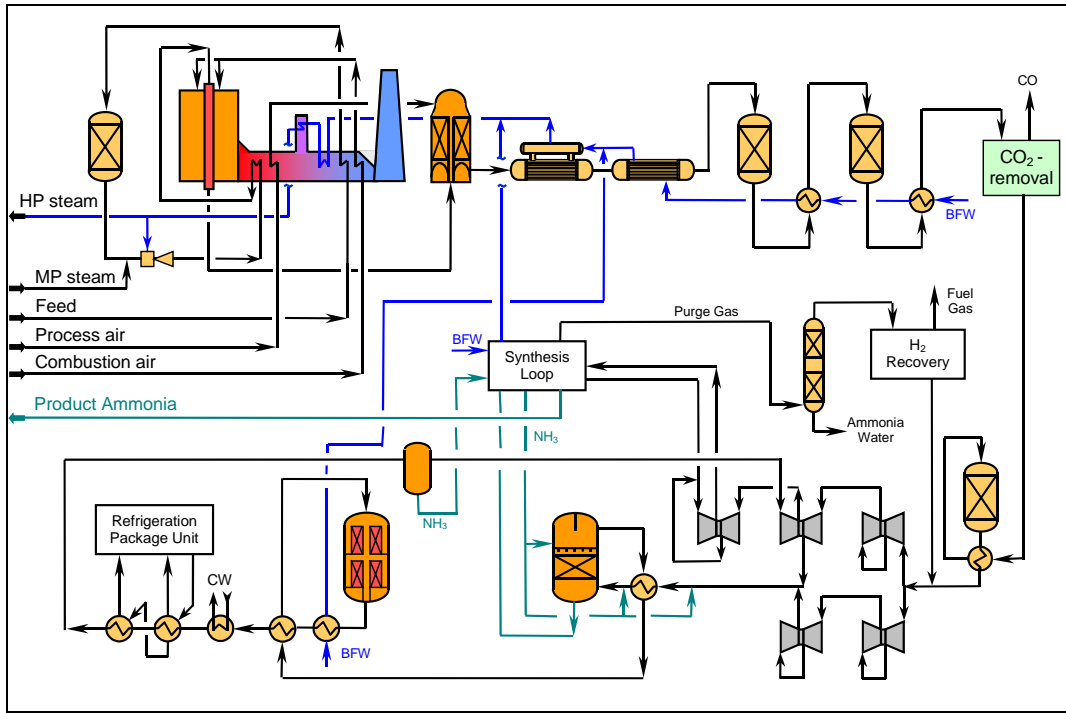 CO
CO₂ -
removal
HP steam
BFW
MP steam
Feed
Process air
Combustion air
Product Ammonia
BFW
Synthesis
Loop
Purge Gas
Fuel
Gas
H₂
Recovery
Ammonia
Water
NH₃
NH₃
Refrigeration
Package Unit
CW
BFW